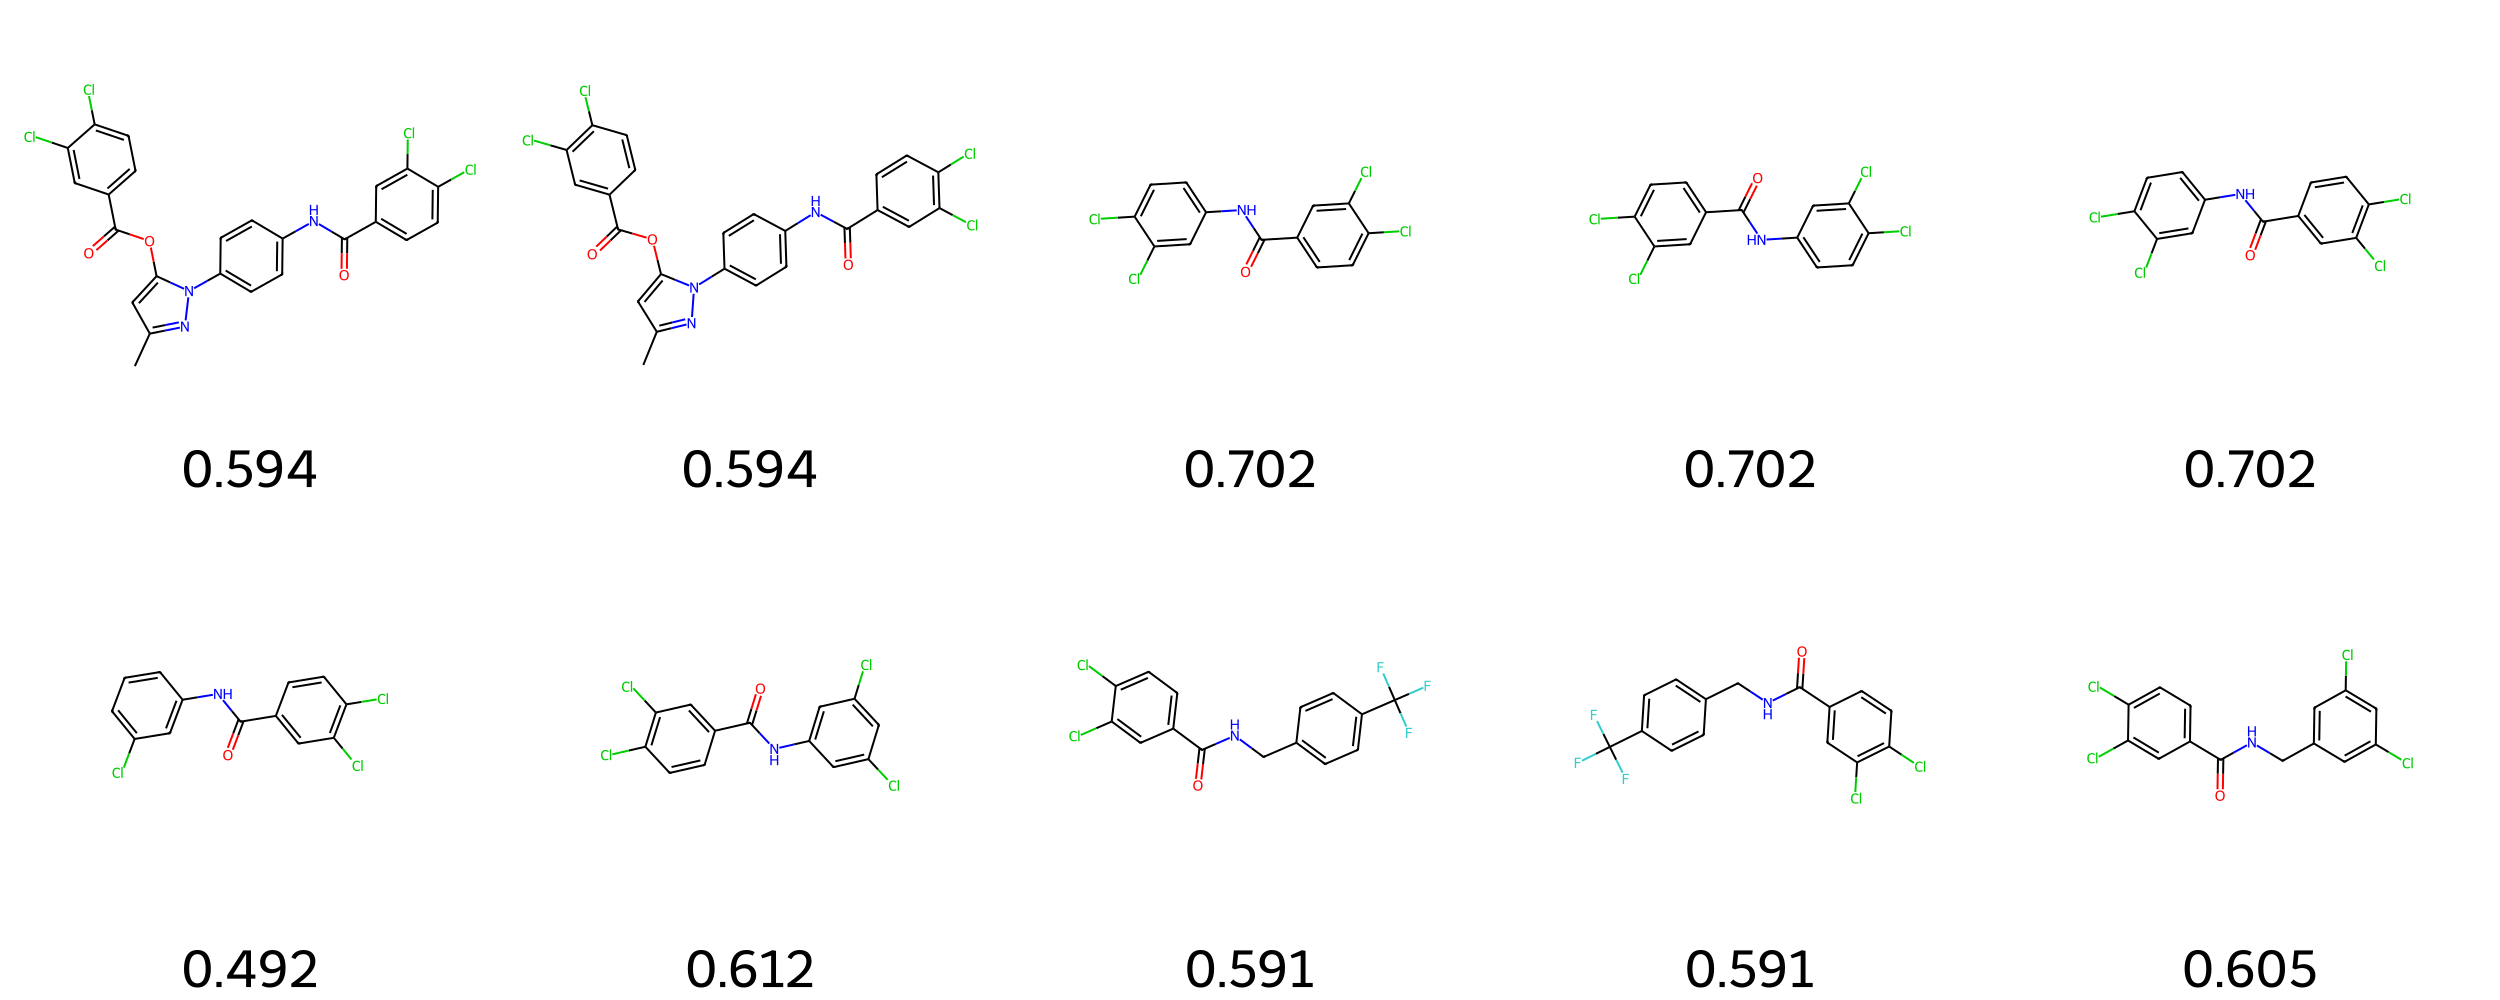 Cl Cl Cl Cl O O H N O N N
Cl Cl Cl Cl O O H N O N N
Cl Cl NH O Cl Cl
Cl Cl O HN Cl Cl
Cl Cl NH O Cl Cl
0.594 0.594 0.702 0.702 0.702
Cl NH O Cl Cl
Cl Cl O N H Cl Cl
Cl Cl O H N F F F
F F F N H O Cl Cl
Cl Cl O H N Cl Cl
0.492 0.612 0.591 0.591 0.605